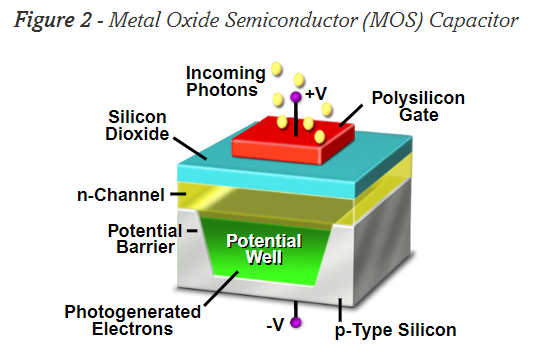 Figure 2 - Metal Oxide Semiconductor (MOS) Capacitor
Incoming
Photons
+V
Polysilicon
Gate
Silicon
Dioxide
n-Channel
Potential
Barrier
Potential
Well
Photogenerated
Electrons
-V
p-Type Silicon